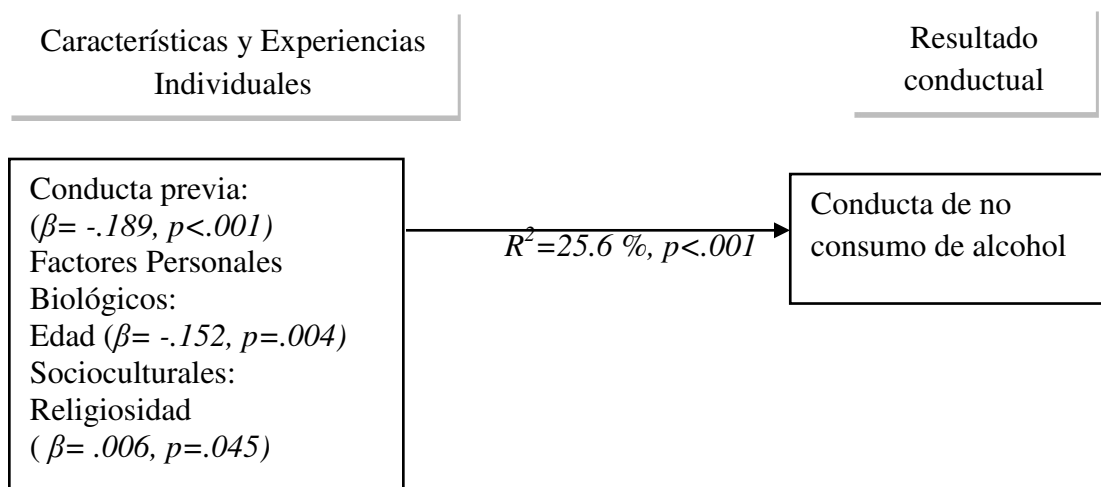 Características y Experiencias
Individuales
Resultado
conductual
Conducta previa:
(β= -.189, p<.001)
Factores Personales
Biológicos:
Edad (β= -.152, p=.004)
Socioculturales:
Religiosidad
( β= .006, p=.045)
R²=25.6 %, p<.001
Conducta de no
consumo de alcohol